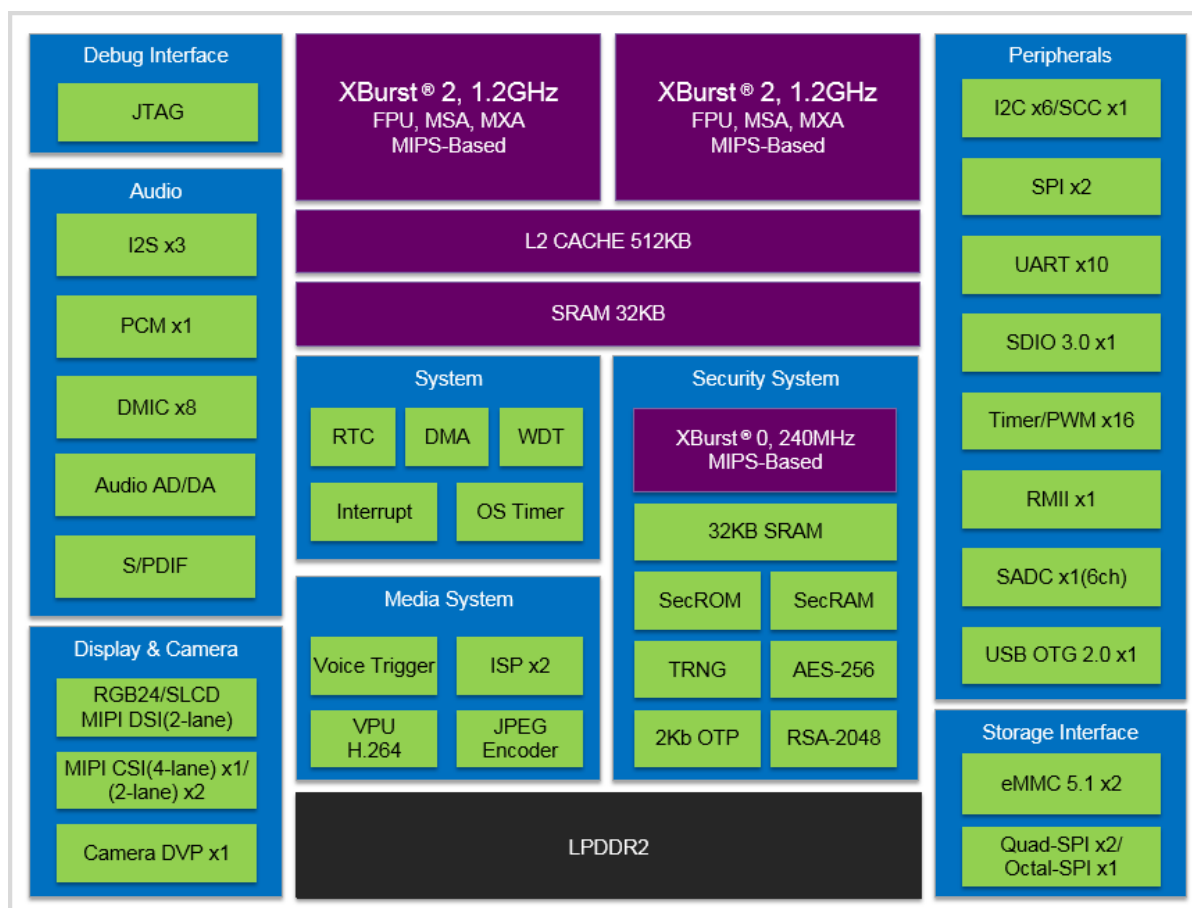 Debug Interface
JTAG
Audio
I2S x3
PCM x1
DMIC x8
Audio AD/DA
S/PDIF
Display & Camera
RGB24/SLCD
MIPI DSI(2-lane)
MIPI CSI(4-lane) x1/
(2-lane) x2
Camera DVP x1
XBurst® 2, 1.2GHz
FPU, MSA, MXA
MIPS-Based
XBurst® 2, 1.2GHz
FPU, MSA, MXA
MIPS-Based
L2 CACHE 512KB
SRAM 32KB
System
RTC
DMA
WDT
Interrupt
OS Timer
Media System
Voice Trigger
ISP x2
VPU
H.264
JPEG
Encoder
Security System
XBurst® 0, 240MHz
MIPS-Based
32KB SRAM
SecROM
SecRAM
TRNG
AES-256
2Kb OTP
RSA-2048
LPDDR2
Peripherals
I2C x6/SCC x1
SPI x2
UART x10
SDIO 3.0 x1
Timer/PWM x16
RMII x1
SADC x1(6ch)
USB OTG 2.0 x1
Storage Interface
eMMC 5.1 x2
Quad-SPI x2/
Octal-SPI x1